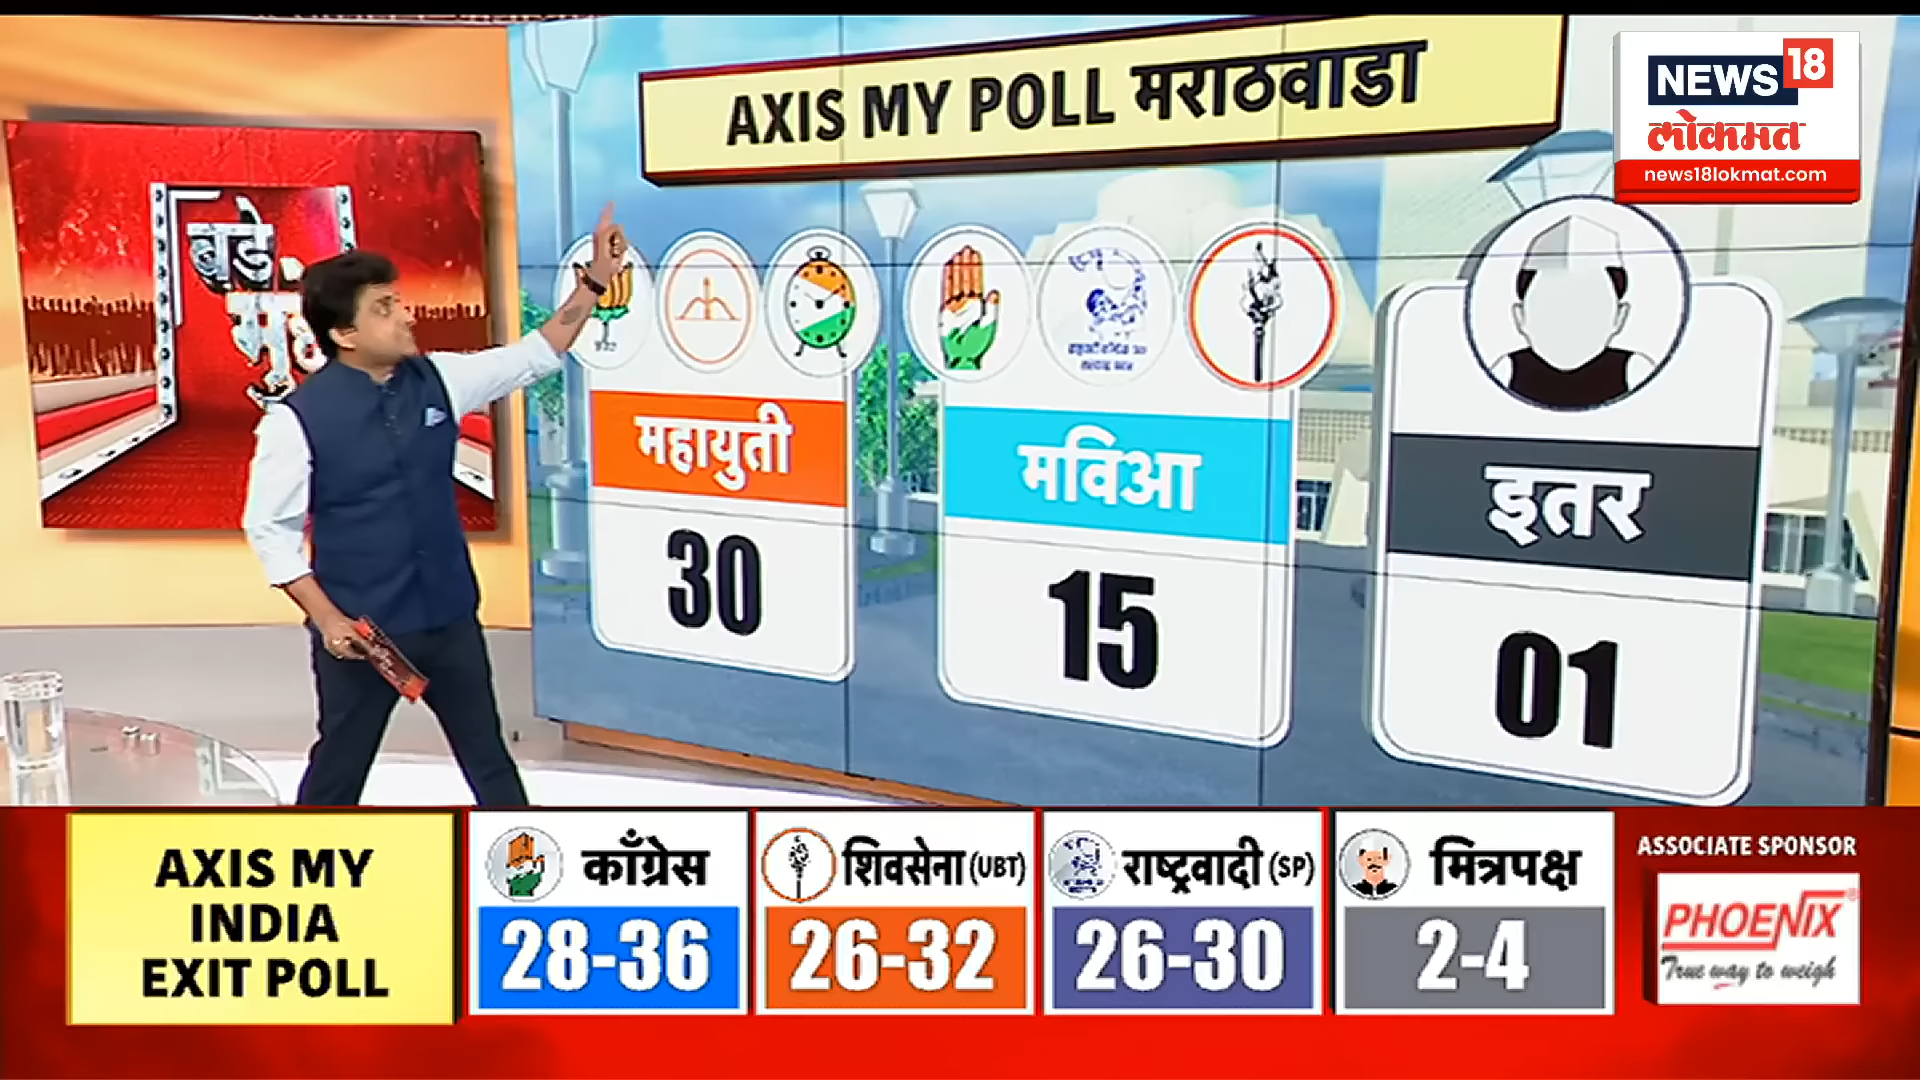 AXIS MY POLL मराठवाडा
NEWS 18
लोकमत
news18lokmat.com
महायुती
30
मविआ
15
इतर
01
AXIS MY
INDIA
EXIT POLL
काँग्रेस
28-36
शिवसेना (UBT)
26-32
राष्ट्रवादी (SP)
26-30
मित्रपक्ष
2-4
ASSOCIATE SPONSOR
PHOENIX
True way to weigh